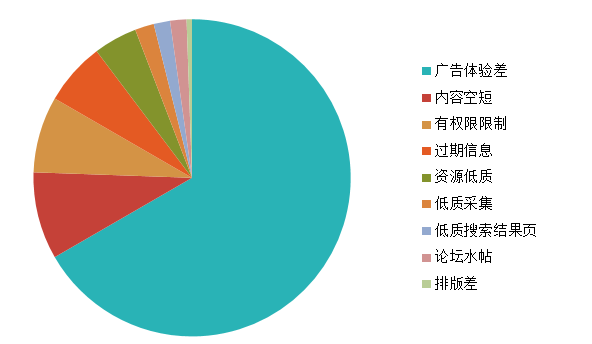 广告体验差
内容空短
有权限限制
过期信息
资源低质
低质采集
低质搜索结果页
论坛水帖
排版差